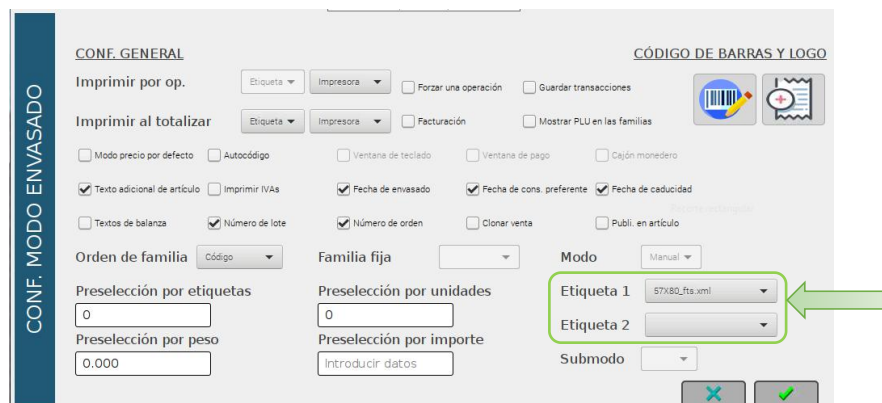 CONF. MODO ENVASADO
CONF. GENERAL
CÓDIGO DE BARRAS Y LOGO
Imprimir por op. Etiqueta Impresora Forzar una operación Guardar transacciones
Imprimir al totalizar Etiqueta Impresora Facturación Mostrar PLU en las familias
Modo precio por defecto Autocódigo Ventana de teclado Ventana de pago Cajón monedero
Texto adicional de artículo Imprimir IVAs Fecha de envasado Fecha de cons. preferente Fecha de caducidad
Textos de balanza Número de lote Número de orden Clonar venta Publi. en artículo
Orden de familia Código Familia fija Modo Manual
Preselección por etiquetas Preselección por unidades Etiqueta 1 57X80_fts.xml
0 0
Etiqueta 2
Preselección por peso Preselección por importe
0.000 Introducir datos Submodo